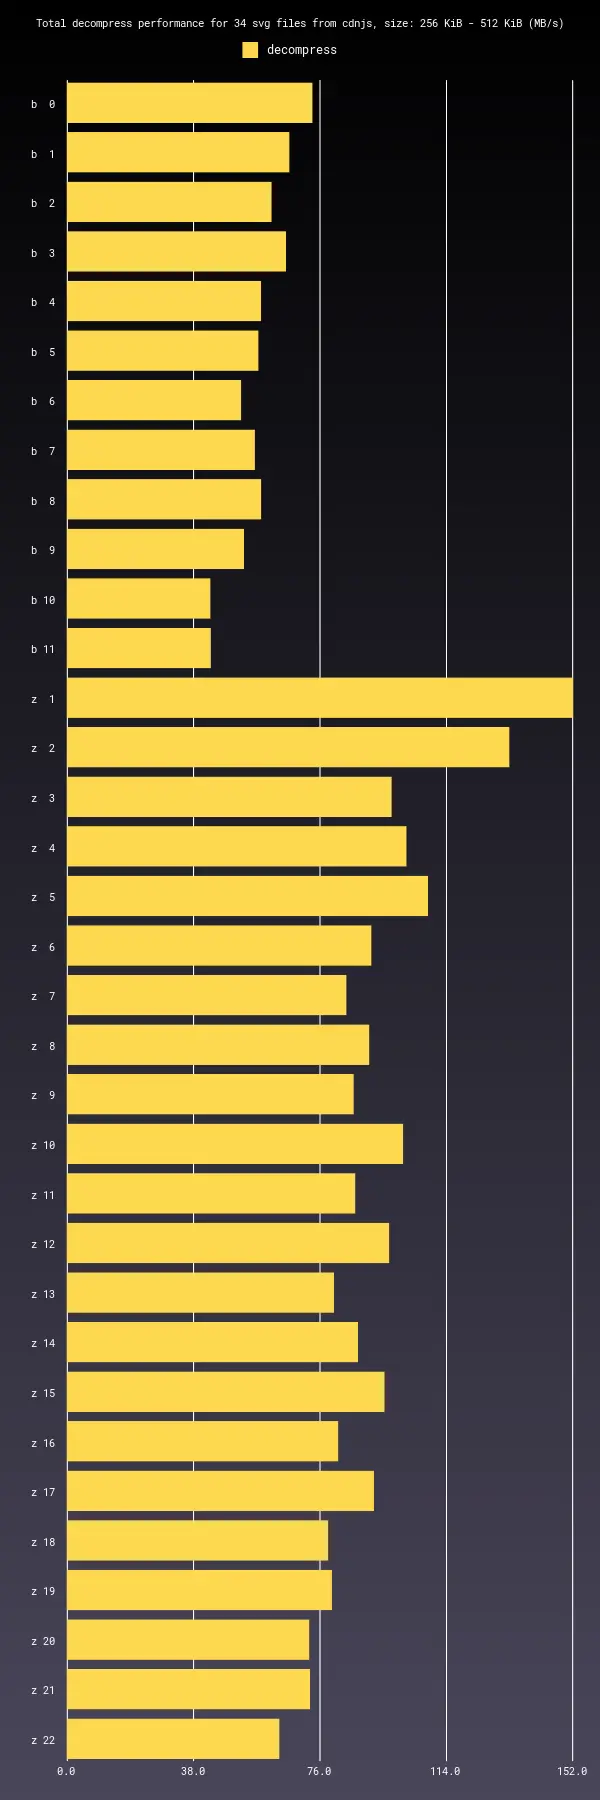 Total decompress performance for 34 svg files from cdnjs, size: 256 KiB - 512 KiB (MB/s)
decompress
b  0
b  1
b  2
b  3
b  4
b  5
b  6
b  7
b  8
b  9
b 10
b 11
z  1
z  2
z  3
z  4
z  5
z  6
z  7
z  8
z  9
z 10
z 11
z 12
z 13
z 14
z 15
z 16
z 17
z 18
z 19
z 20
z 21
z 22
0.0 38.0 76.0 114.0 152.0